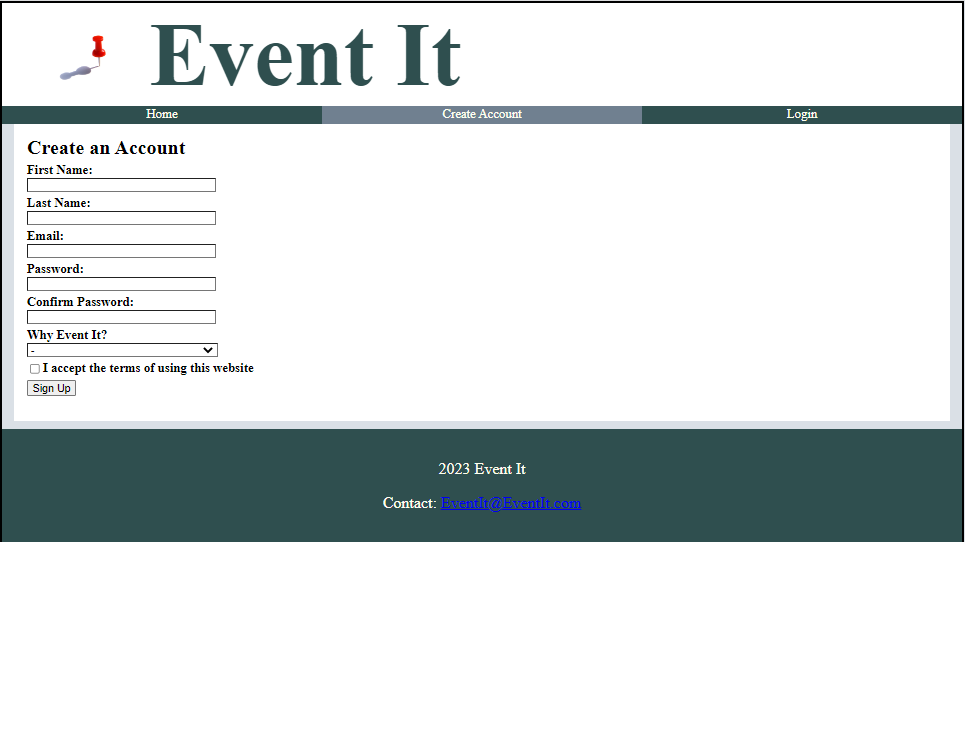 Event It
Home Create Account Login
Create an Account
First Name:
Last Name:
Email:
Password:
Confirm Password:
Why Event It?
-
I accept the terms of using this website
Sign Up
2023 Event It
Contact: EventIt@EventIt.com